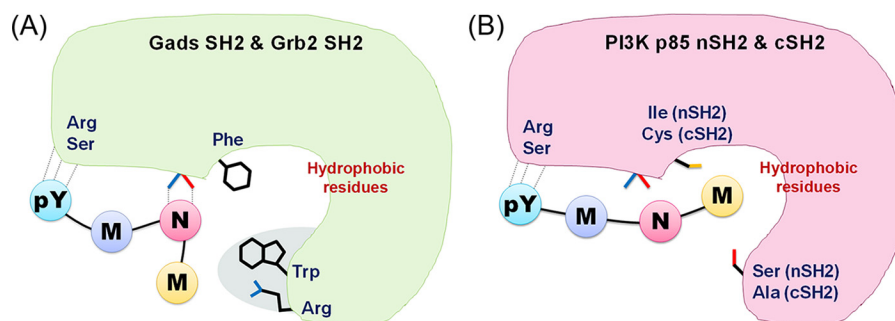 (A)
Gads SH2 & Grb2 SH2
Arg
Ser
Phe
Hydrophobic
residues
pY
M
N
M
Trp
Arg
(B)
PI3K p85 nSH2 & cSH2
Arg
Ser
Ile (nSH2)
Cys (cSH2)
Hydrophobic
residues
pY
M
N
M
Ser (nSH2)
Ala (cSH2)